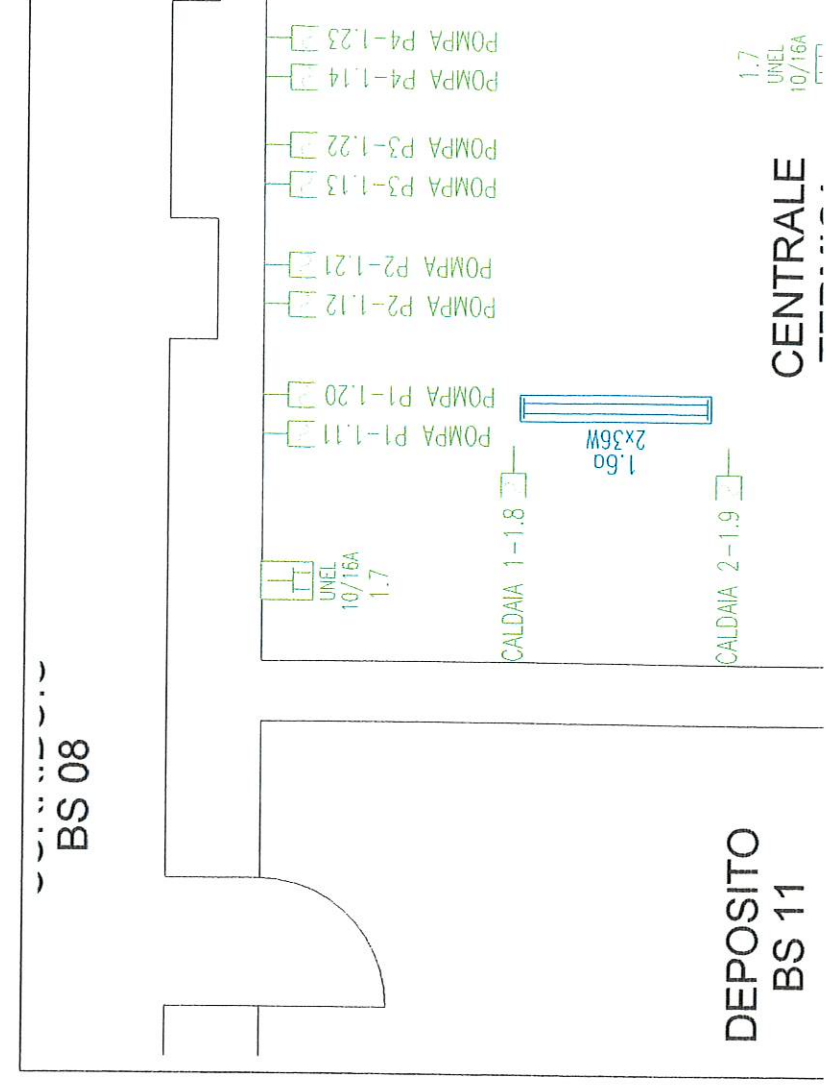 POMPA P4-1.23
POMPA P4-1.14
POMPA P3-1.22
POMPA P3-1.13
POMPA P2-1.21
POMPA P2-1.12
POMPA P1-1.20
POMPA P1-1.11
1.7
UNEL
10/16A
CENTRALE
1.6a
2x36W
UNEL
10/16A
1.7
CALDAIA 1-1.8
CALDAIA 2-1.9
BS 08
DEPOSITO
BS 11